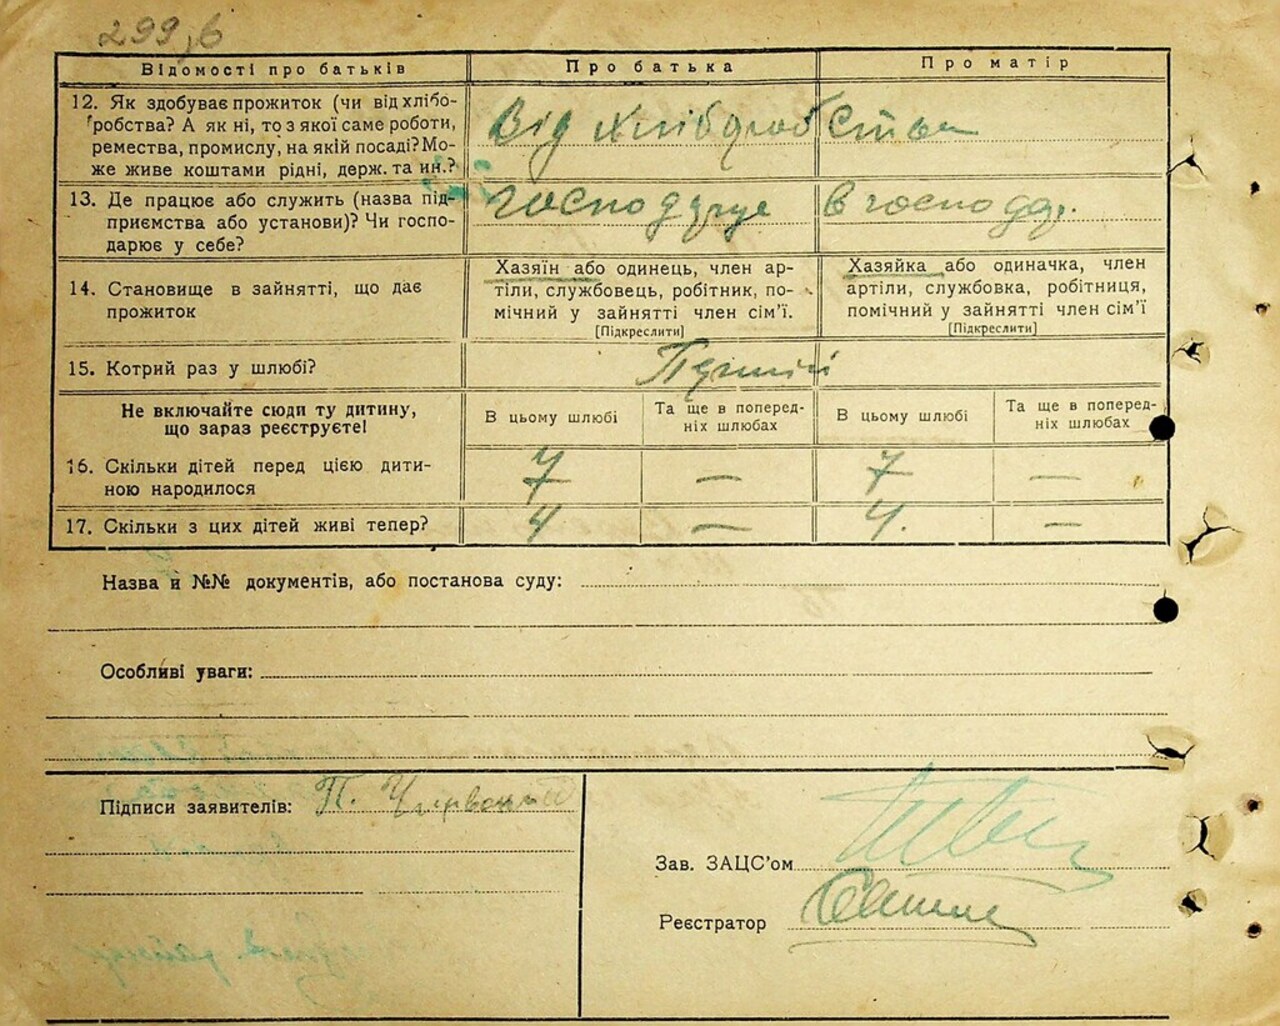 299,б
Відомості про батьків
Про батька
Про матір
12. Як здобуває прожиток (чи від хлібо-
робства? А як ні, то з якої саме роботи,
ремества, промислу, на якій посаді? Мо-
же живе коштами рідні, держ. та ин.?
Від хліборобства
13. Де працює або служить (назва під-
приємства або установи)? Чи госпо-
дарює у себе?
господарує
в господар.
14. Становище в зайнятті, що дає
прожиток
Хазяїн або одинець, член ар-
тілі, службовець, робітник, по-
мічний у зайнятті член сім'ї.
[Підкреслити]
Хазяйка або одиначка, член
артілі, службовка, робітниця,
помічний у зайнятті член сім'ї
[Підкреслити]
15. Котрий раз у шлюбі?
Перший
Не включайте сюди ту дитину,
що зараз реєструєте!
В цьому шлюбі
Та ще в поперед-
ніх шлюбах
В цьому шлюбі
Та ще в поперед-
ніх шлюбах
16. Скільки дітей перед цією дити-
ною народилося
7 — 7 —
17. Скільки з цих дітей живі тепер?
4 — 4. —
Назва й №№ документів, або постанова суду:
Особливі уваги:
Підписи заявителів: П.
Зав. ЗАЦС'ом
Реєстратор